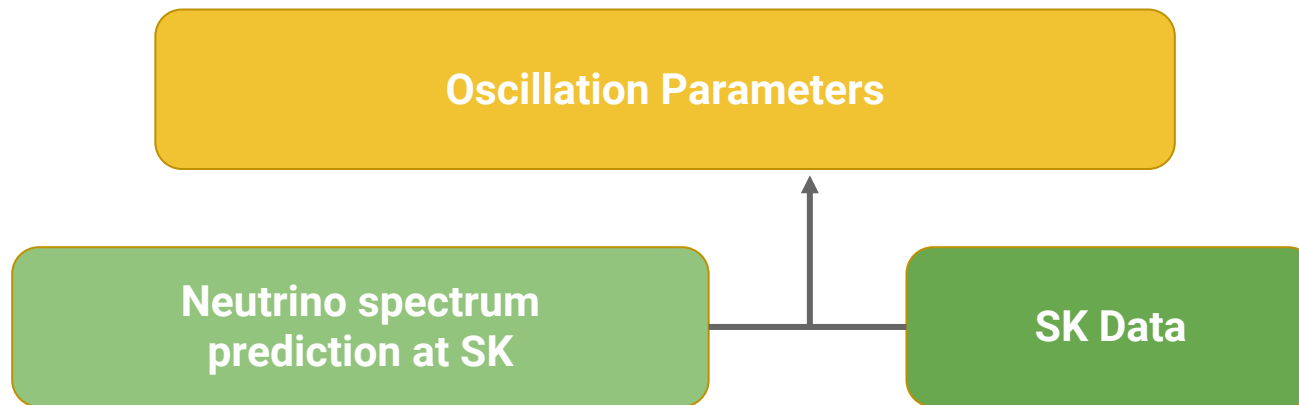 Oscillation Parameters
Neutrino spectrum
prediction at SK
SK Data